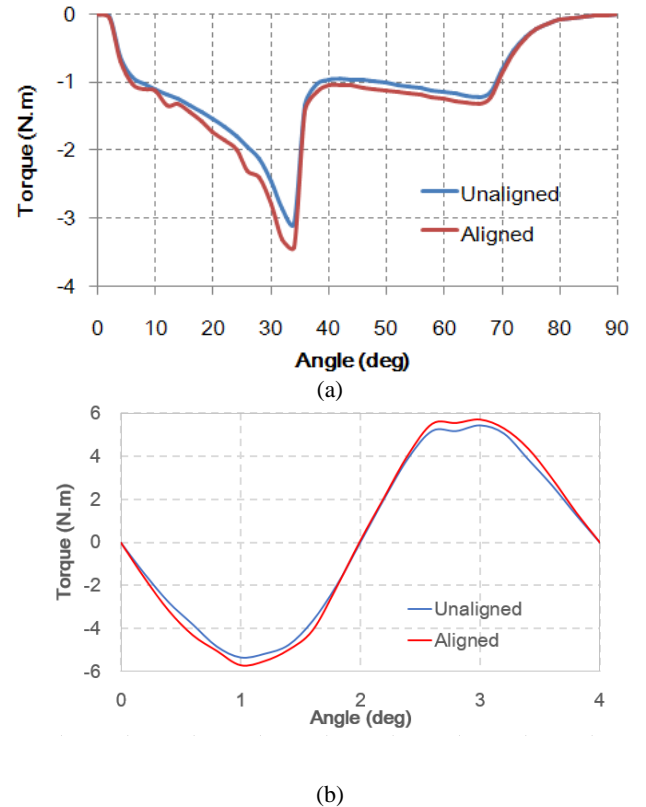 0
-1
-2
-3
-4
Torque (N.m)
Unaligned
Aligned
0 10 20 30 40 50 60 70 80 90
Angle (deg)
(a)
6
4
2
0
-2
-4
-6
Torque (N.m)
Unaligned
Aligned
0 1 2 3 4
Angle (deg)
(b)